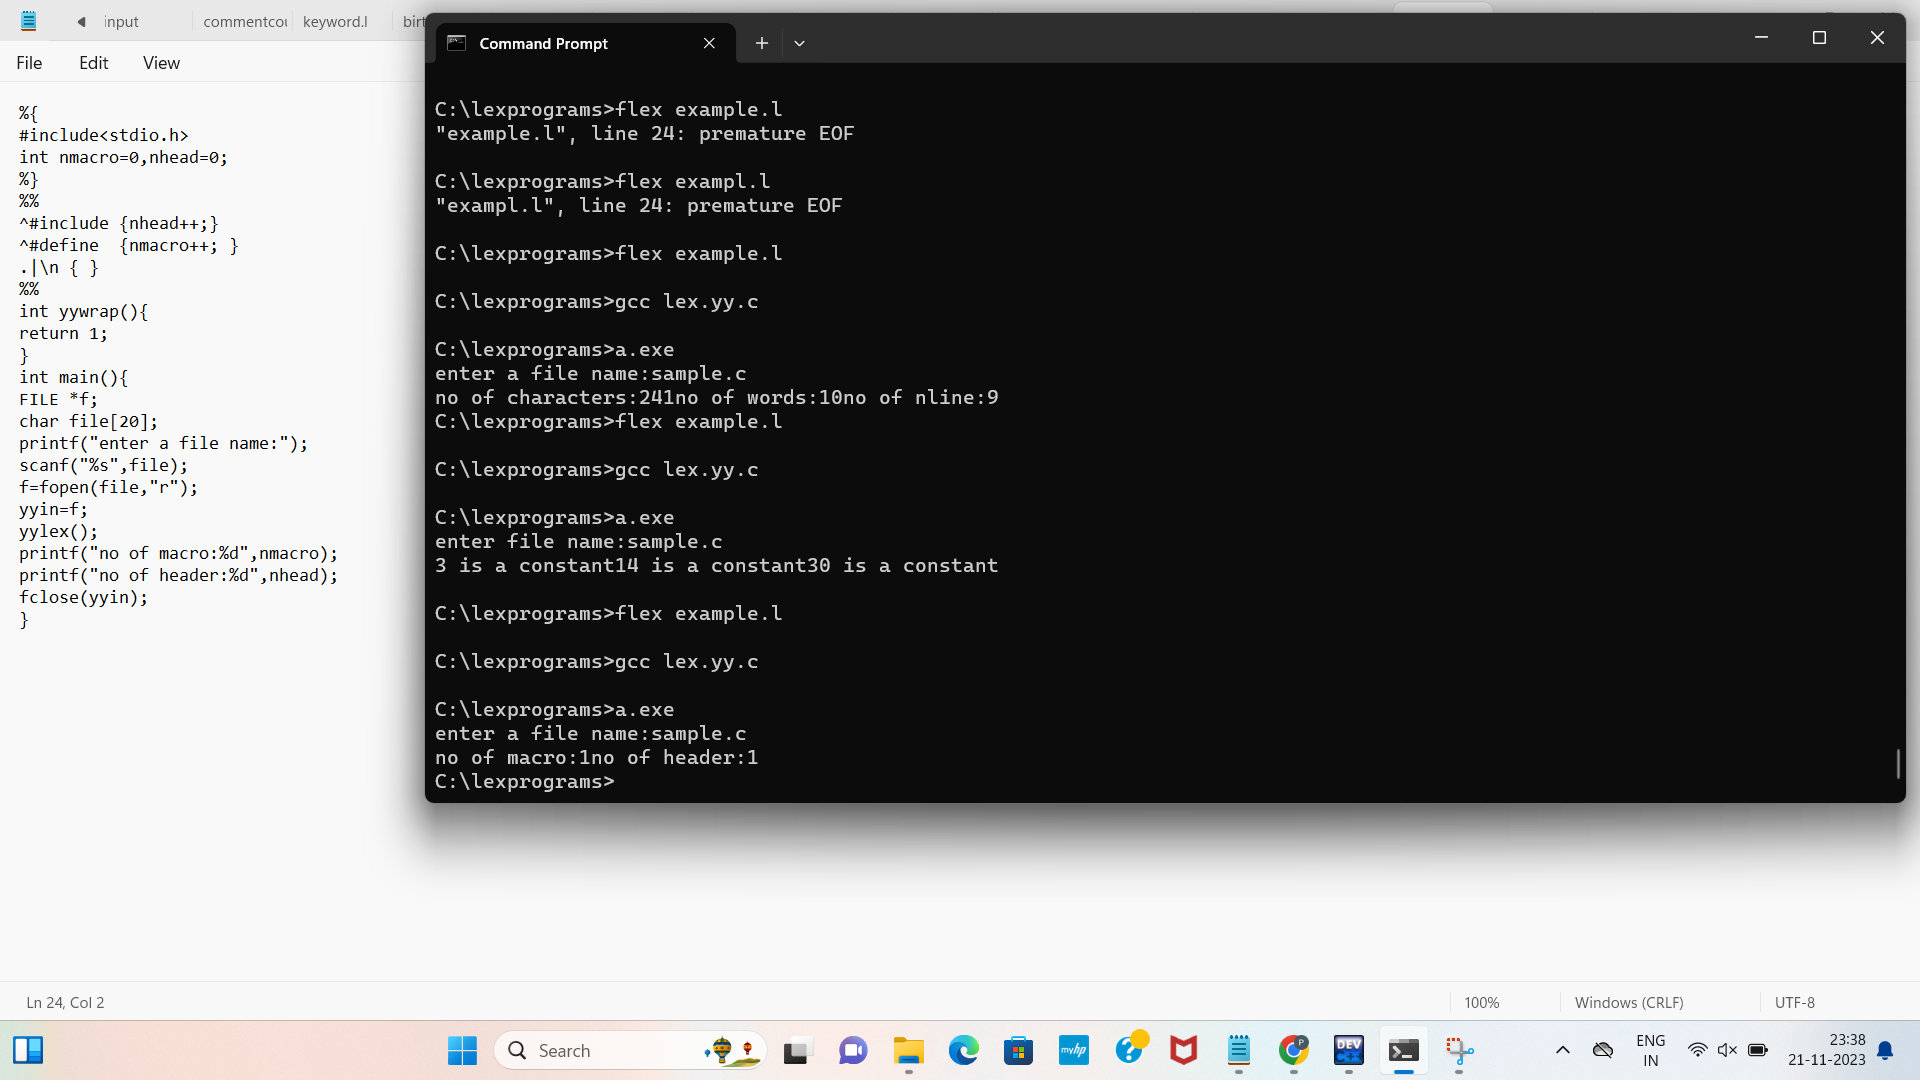 input
commentcou
keyword.l
birt
File Edit View
%{
#include<stdio.h>
int nmacro=0,nhead=0;
%}
%%
^#include {nhead++;}
^#define  {nmacro++; }
.|\n { }
%%
int yywrap(){
return 1;
}
int main(){
FILE *f;
char file[20];
printf("enter a file name:");
scanf("%s",file);
f=fopen(file,"r");
yyin=f;
yylex();
printf("no of macro:%d",nmacro);
printf("no of header:%d",nhead);
fclose(yyin);
}
Ln 24, Col 2
100%
Windows (CRLF)
UTF-8
Command Prompt
C:\lexprograms>flex example.l
"example.l", line 24: premature EOF
C:\lexprograms>flex exampl.l
"exampl.l", line 24: premature EOF
C:\lexprograms>flex example.l
C:\lexprograms>gcc lex.yy.c
C:\lexprograms>a.exe
enter a file name:sample.c
no of characters:241no of words:10no of nline:9
C:\lexprograms>flex example.l
C:\lexprograms>gcc lex.yy.c
C:\lexprograms>a.exe
enter file name:sample.c
3 is a constant14 is a constant30 is a constant
C:\lexprograms>flex example.l
C:\lexprograms>gcc lex.yy.c
C:\lexprograms>a.exe
enter a file name:sample.c
no of macro:1no of header:1
C:\lexprograms>
Search
myhp
P
DEV
C++
ENG
IN
23:38
21-11-2023